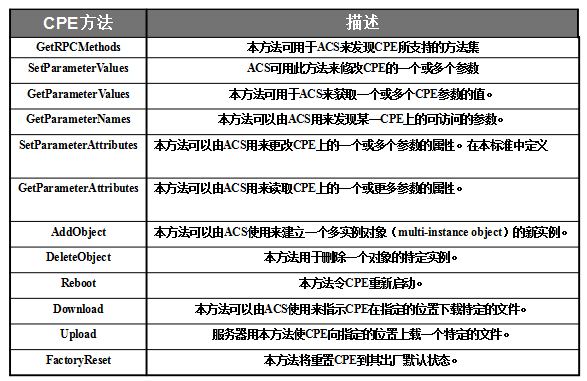 CPE方法 描述
GetRPCMethods 本方法可用于ACS来发现CPE所支持的方法集
SetParameterValues ACS可用此方法来修改CPE的一个或多个参数
GetParameterValues 本方法可用于ACS来获取一个或多个CPE参数的值。
GetParameterNames 本方法可以由ACS用来发现某一CPE上的可访问的参数。
SetParameterAttributes 本方法可以由ACS用来更改CPE上的一个或多个参数的属性。在本标准中定义
GetParameterAttributes 本方法可以由ACS用来读取CPE上的一个或更多参数的属性。
AddObject 本方法可以由ACS使用来建立一个多实例对象（multi-instance object）的新实例。
DeleteObject 本方法用于删除一个对象的特定实例。
Reboot 本方法令CPE重新启动。
Download 本方法可以由ACS使用来指示CPE在指定的位置下载特定的文件。
Upload 服务器用本方法使CPE向指定的位置上载一个特定的文件。
FactoryReset 本方法将重置CPE到其出厂默认状态。